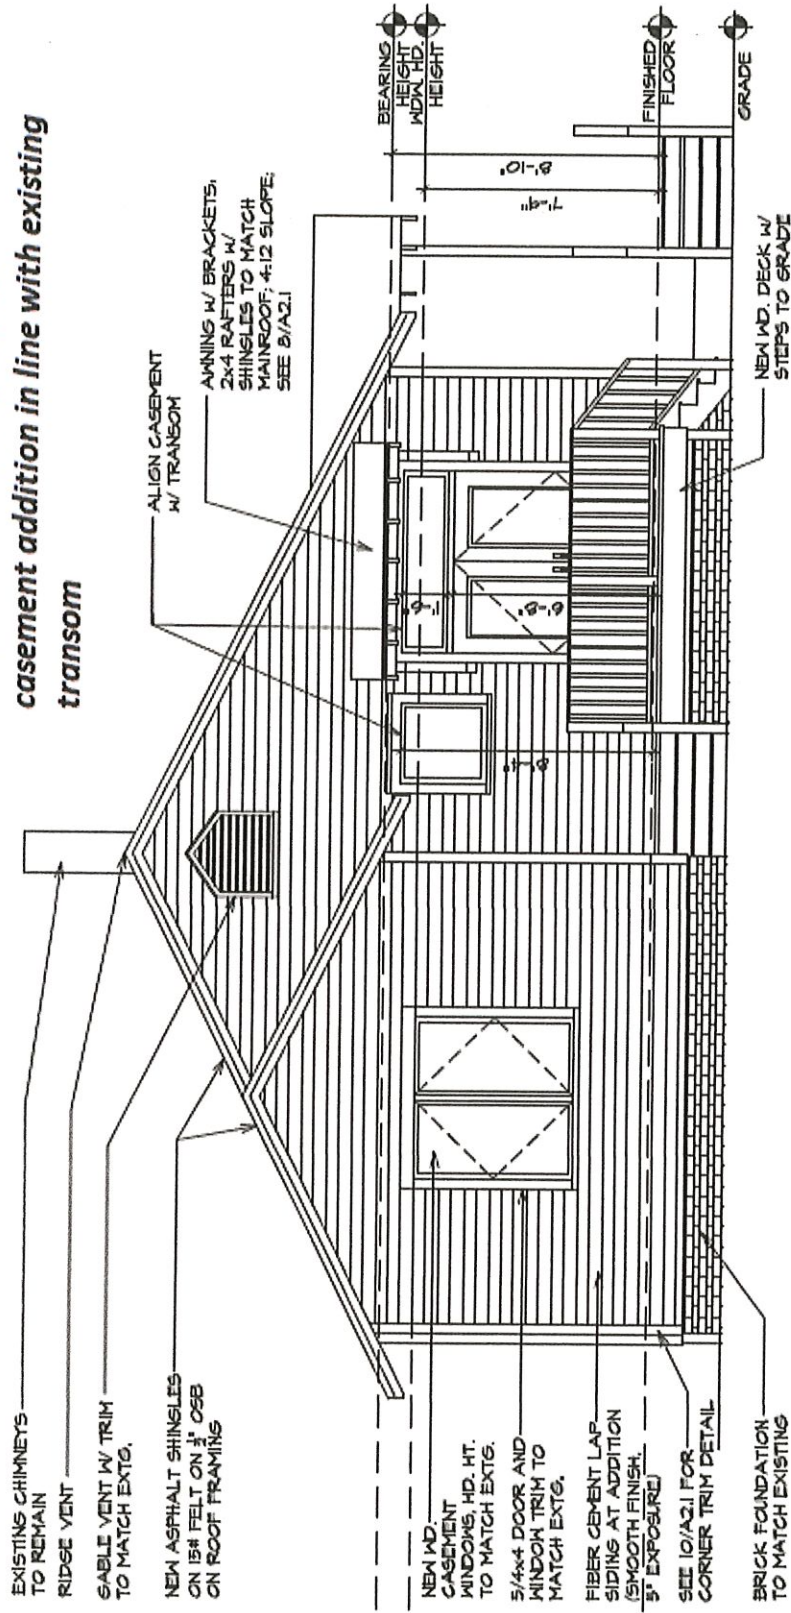 casement addition in line with existing
transom
EXISTING CHIMNEYS
TO REMAIN
RIDGE VENT
GABLE VENT W/ TRIM
TO MATCH EXTG.
NEW ASPHALT SHINGLES
ON 15# FELT ON OSB
ON ROOF FRAMING
NEW WD.
CASEMENT
WINDOWS, HD. HT.
TO MATCH EXTG.
5/4x4 DOOR AND
WINDOW TRIM TO
MATCH EXTG.
FIBER CEMENT LAP
SIDING AT ADDITION
(SMOOTH FINISH,
5" EXPOSURE)
SEE 10/A2.1 FOR
CORNER TRIM DETAIL
BRICK FOUNDATION
TO MATCH EXISTING
ALIGN CASEMENT
W/ TRANSOM
AWNING W/ BRACKETS,
2x4 RAFTERS W/
SHINGLES TO MATCH
MAINROOF; 4:12 SLOPE;
SEE 8/A2.1
BEARING
HEIGHT
WDW. HD.
HEIGHT
FINISHED
FLOOR
GRADE
8'-10"
7'-9"
1'-6"
6'-8"
8'-4"
NEW WD. DECK W/
STEPS TO GRADE